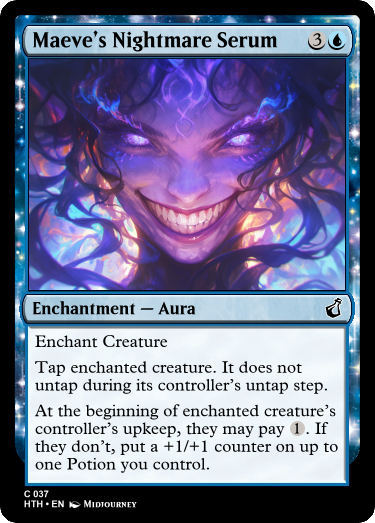 Maeve's Nightmare Serum 3
Enchantment — Aura
Enchant Creature
Tap enchanted creature. It does not
untap during its controller's untap step.
At the beginning of enchanted creature's
controller's upkeep, they may pay 1. If
they don't, put a +1/+1 counter on up to
one Potion you control.
C 037
HTH • EN Midjourney